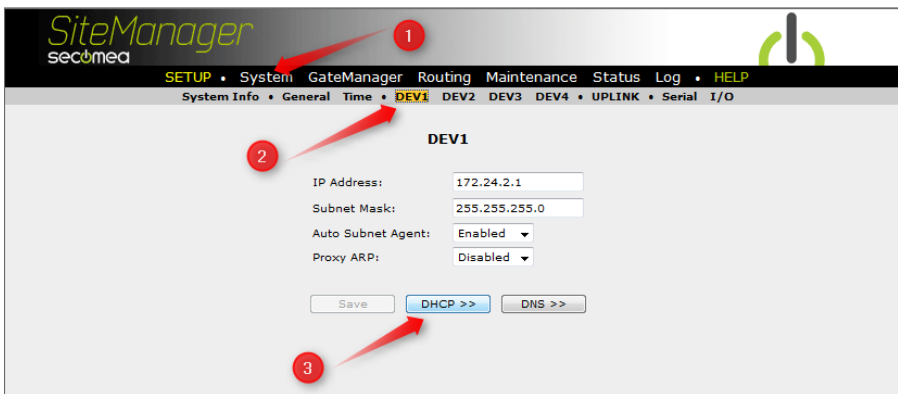 SiteManager
secomea
1
SETUP • System GateManager Routing Maintenance Status Log • HELP
System Info • General Time • DEV1 DEV2 DEV3 DEV4 • UPLINK • Serial I/O
2
DEV1
IP Address: 172.24.2.1
Subnet Mask: 255.255.255.0
Auto Subnet Agent: Enabled
Proxy ARP: Disabled
Save DHCP >> DNS >>
3